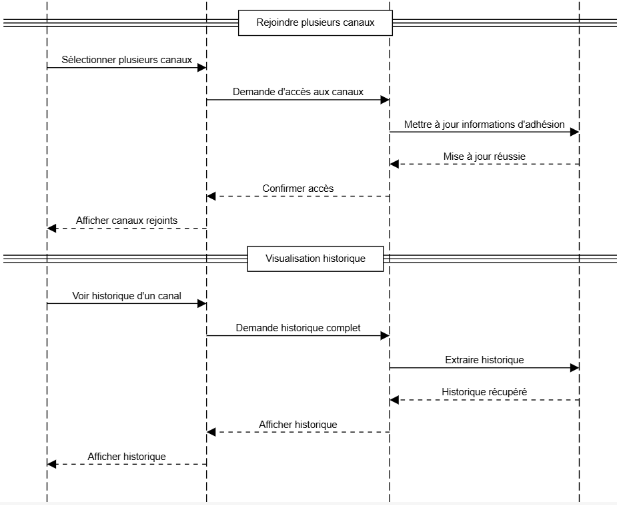 Rejoindre plusieurs canaux
Sélectionner plusieurs canaux
Demande d'accès aux canaux
Mettre à jour informations d'adhésion
Mise à jour réussie
Confirmer accès
Afficher canaux rejoints
Visualisation historique
Voir historique d'un canal
Demande historique complet
Extraire historique
Historique récupéré
Afficher historique
Afficher historique